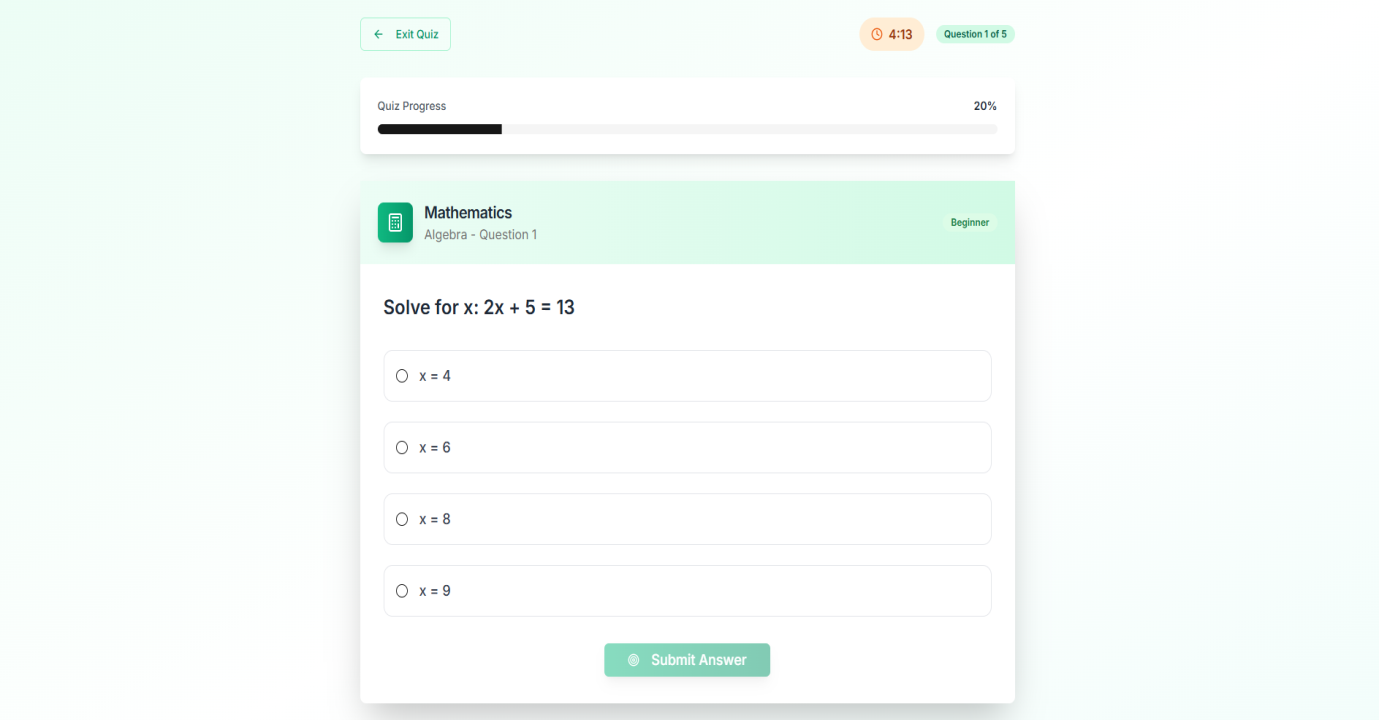 Exit Quiz
4:13
Question 1 of 5
Quiz Progress
20%
Mathematics
Algebra - Question 1
Beginner
Solve for x: 2x + 5 = 13
x = 4
x = 6
x = 8
x = 9
Submit Answer